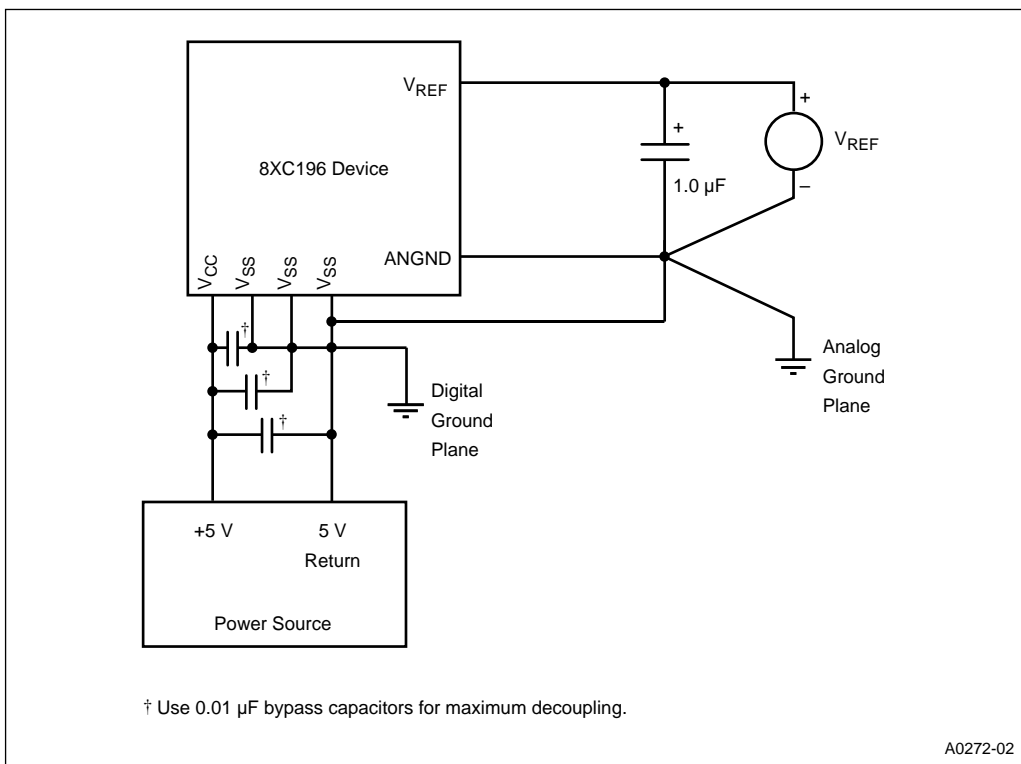 VREF
+
+
VREF
8XC196 Device
1.0 µF
–
ANGND
VCC
VSS
VSS
VSS
†
†
†
Digital
Ground
Plane
Analog
Ground
Plane
+5 V
5 V
Return
Power Source
† Use 0.01 µF bypass capacitors for maximum decoupling.
A0272-02